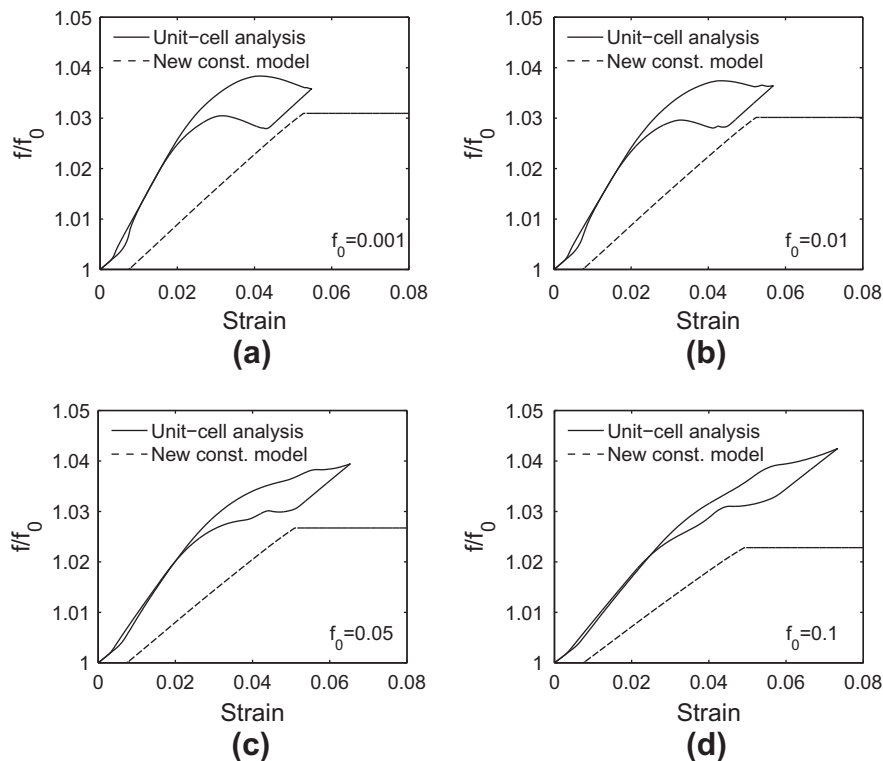 1.05
1.04
1.03
1.02
1.01
1
f/f0
Unit−cell analysis
New const. model
f0=0.001
0 0.02 0.04 0.06 0.08
Strain
(a)
1.05
1.04
1.03
1.02
1.01
1
f/f0
Unit−cell analysis
New const. model
f0=0.01
0 0.02 0.04 0.06 0.08
Strain
(b)
1.05
1.04
1.03
1.02
1.01
1
f/f0
Unit−cell analysis
New const. model
f0=0.05
0 0.02 0.04 0.06 0.08
Strain
(c)
1.05
1.04
1.03
1.02
1.01
1
f/f0
Unit−cell analysis
New const. model
f0=0.1
0 0.02 0.04 0.06 0.08
Strain
(d)